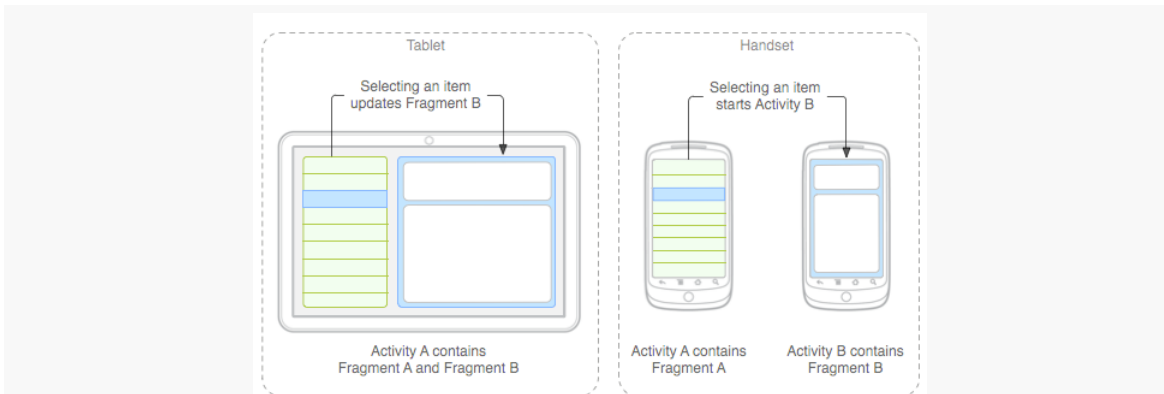 Tablet
Selecting an item
updates Fragment B
Activity A contains
Fragment A and Fragment B
Handset
Selecting an item
starts Activity B
Activity A contains
Fragment A
Activity B contains
Fragment B